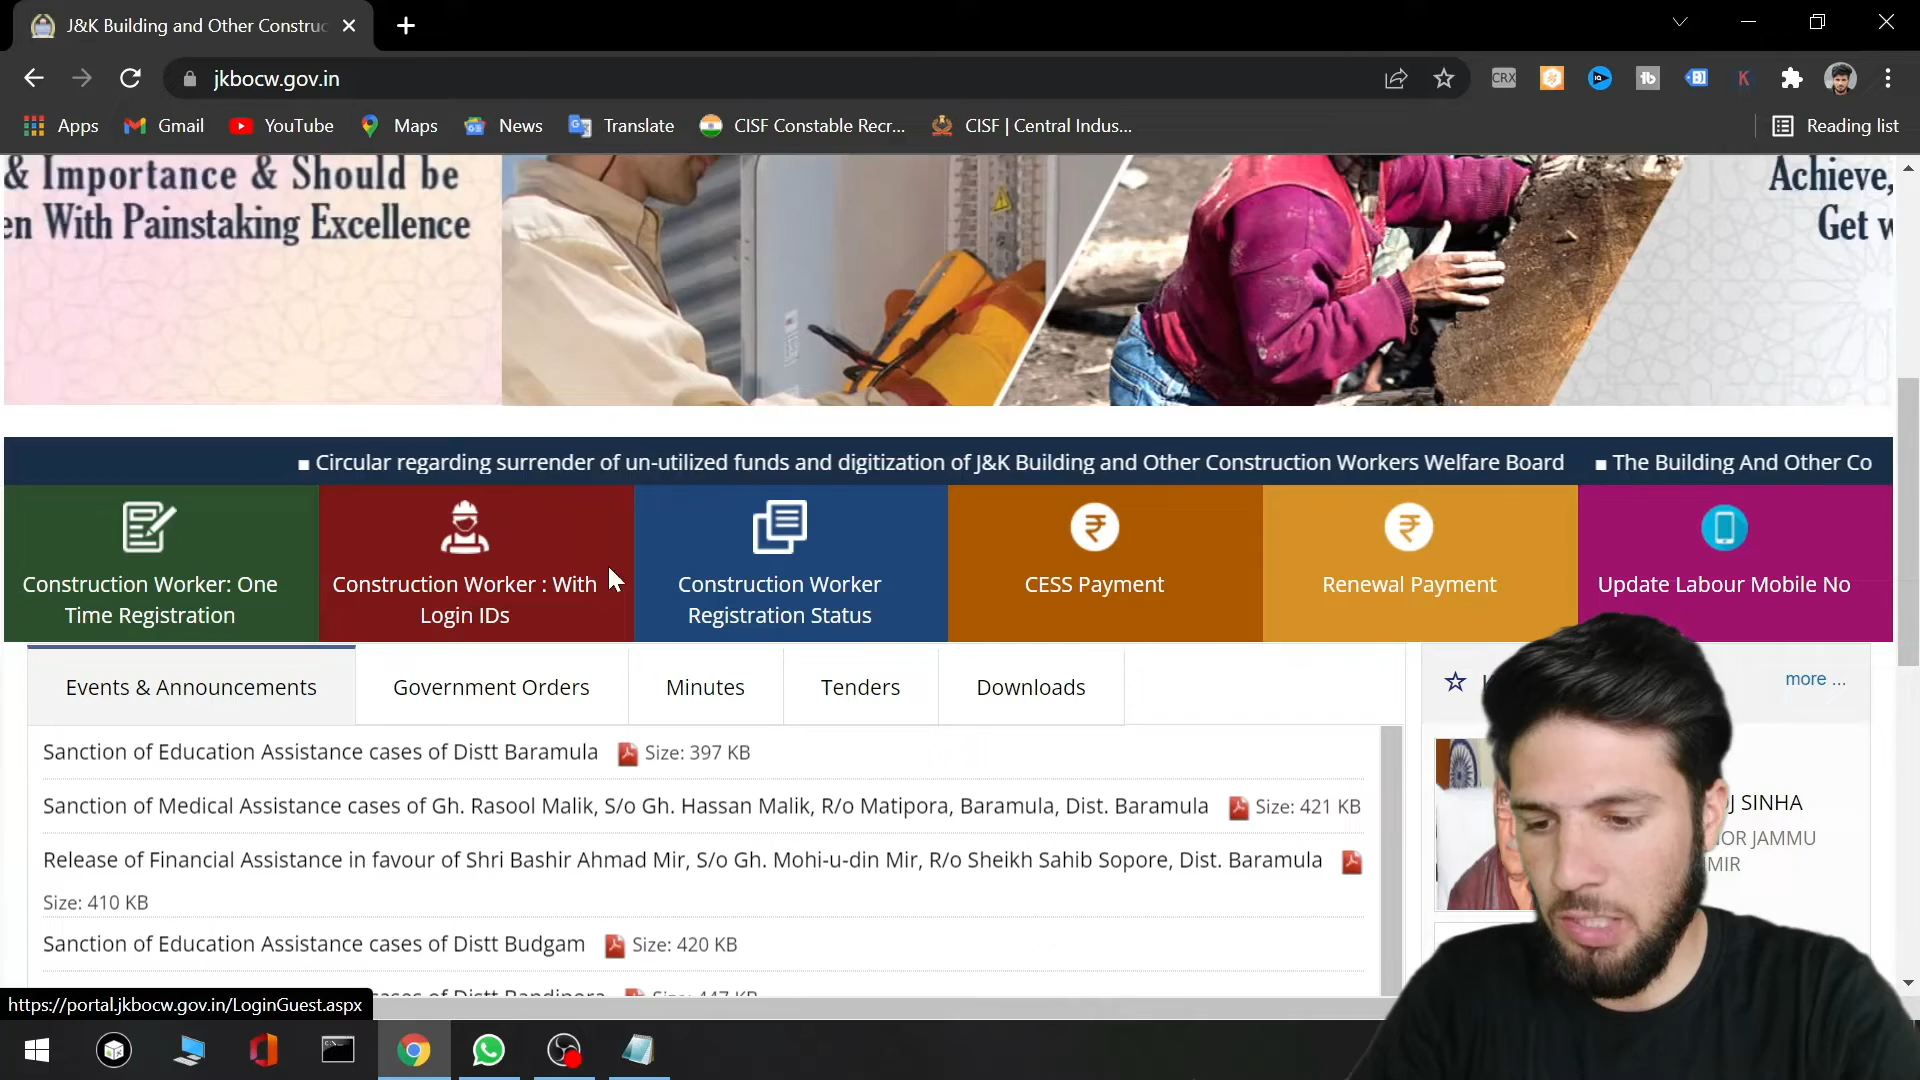 J&K Building and Other Construc
jkbocw.gov.in
CRX
Apps
Gmail
YouTube
Maps
News
Translate
CISF Constable Recr...
CISF | Central Indus...
Reading list
& Importance & Should be
en With Painstaking Excellence
Achieve,
Get w
▪ Circular regarding surrender of un-utilized funds and digitization of J&K Building and Other Construction Workers Welfare Board ▪ The Building And Other Co
Construction Worker: One
Time Registration
Construction Worker : With
Login IDs
Construction Worker
Registration Status
CESS Payment
Renewal Payment
Update Labour Mobile No
Events & Announcements
Government Orders
Minutes
Tenders
Downloads
more ...
Sanction of Education Assistance cases of Distt Baramula Size: 397 KB
Sanction of Medical Assistance cases of Gh. Rasool Malik, S/o Gh. Hassan Malik, R/o Matipora, Baramula, Dist. Baramula Size: 421 KB
Release of Financial Assistance in favour of Shri Bashir Ahmad Mir, S/o Gh. Mohi-u-din Mir, R/o Sheikh Sahib Sopore, Dist. Baramula
Size: 410 KB
Sanction of Education Assistance cases of Distt Budgam Size: 420 KB
J SINHA
NOR JAMMU
MIR
https://portal.jkbocw.gov.in/LoginGuest.aspx